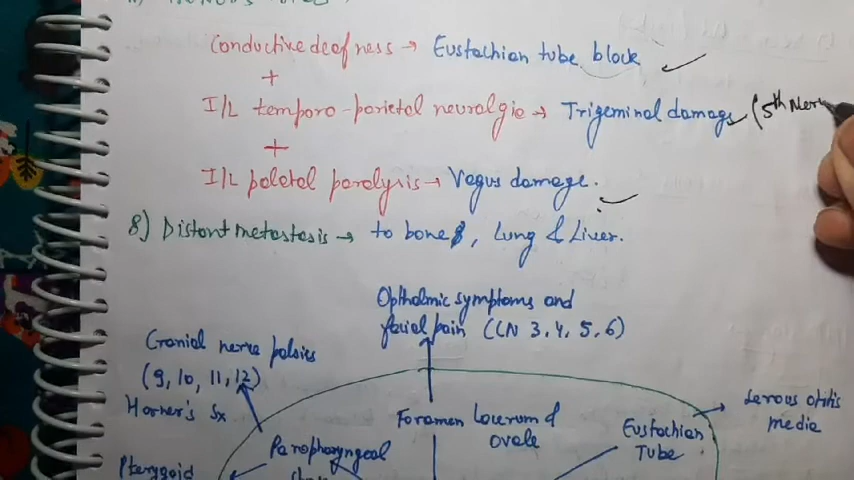 Conductive deafness → Eustachian tube block
+
I/L temporo-parietal neuralgia → Trigeminal damage (5th Nerv
+
I/L palatal paralysis → Vagus damage.
8) Distant metastasis → to bones, Lung & Liver.
Opthalmic symptoms and
facial pain (CN 3, 4, 5, 6)
Cranial nerve palsies
(9, 10, 11, 12)
Horner's Sx
Foramen Lacerum &
ovale
Serous otitis
media
Eustachian
Tube
Parapharyngeal
Pterygoid